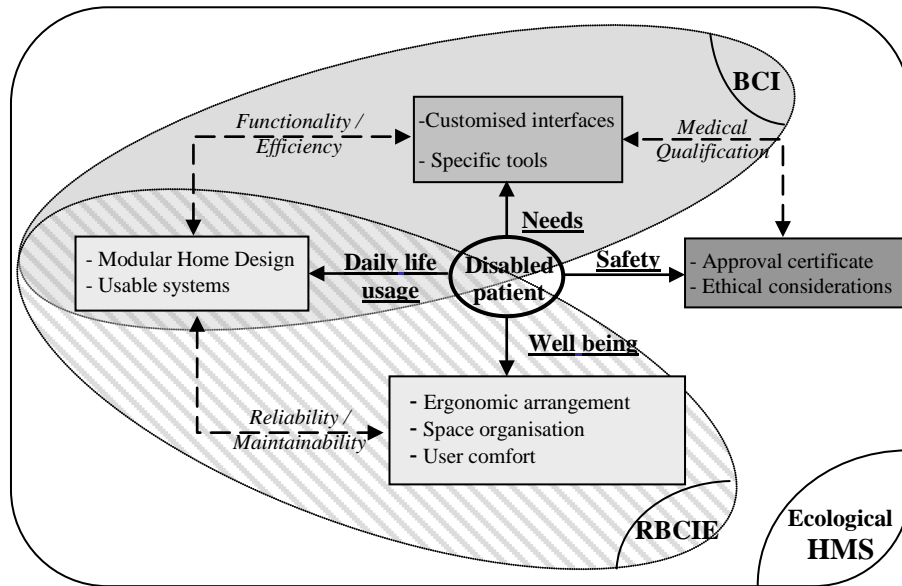 BCI
Functionality /
Efficiency
-Customised interfaces
- Specific tools
Medical
Qualification
Needs
- Modular Home Design
- Usable systems
Daily life
usage
Disabled
patient
Safety
- Approval certificate
- Ethical considerations
Well being
- Ergonomic arrangement
- Space organisation
- User comfort
Reliability /
Maintainability
RBCIE
Ecological
HMS